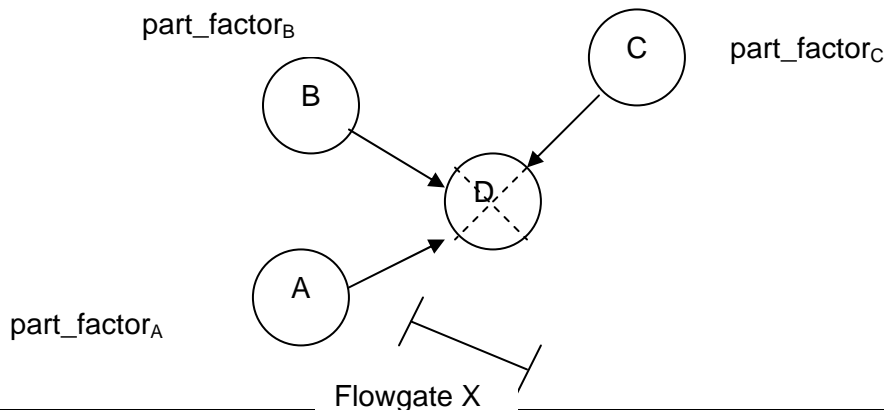 part_factorB
C
part_factorC
B
D
A
part_factorA
Flowgate X